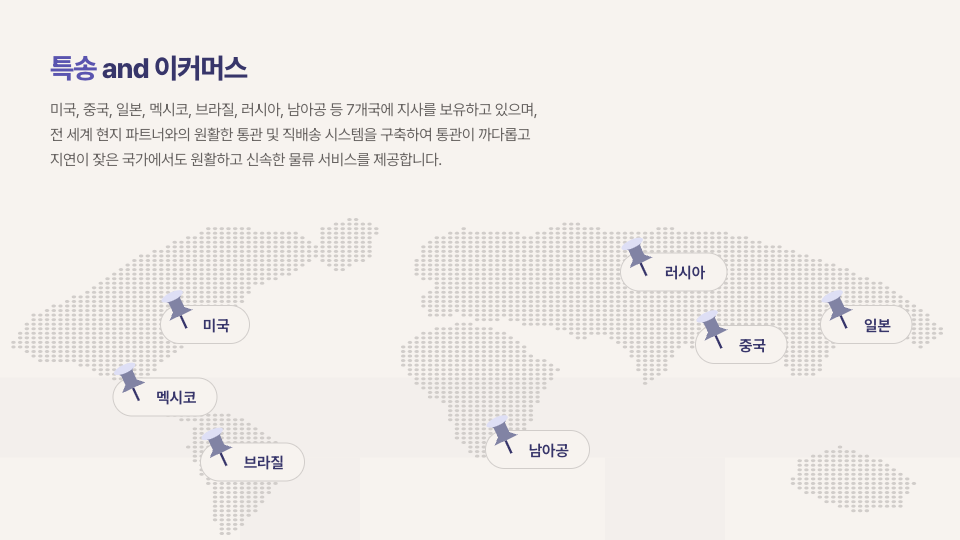 특송 and 이커머스
미국, 중국, 일본, 멕시코, 브라질, 러시아, 남아공 등 7개국에 지사를 보유하고 있으며,
전 세계 현지 파트너와의 원활한 통관 및 직배송 시스템을 구축하여 통관이 까다롭고
지연이 잦은 국가에서도 원활하고 신속한 물류 서비스를 제공합니다.
러시아
미국
일본
중국
멕시코
남아공
브라질